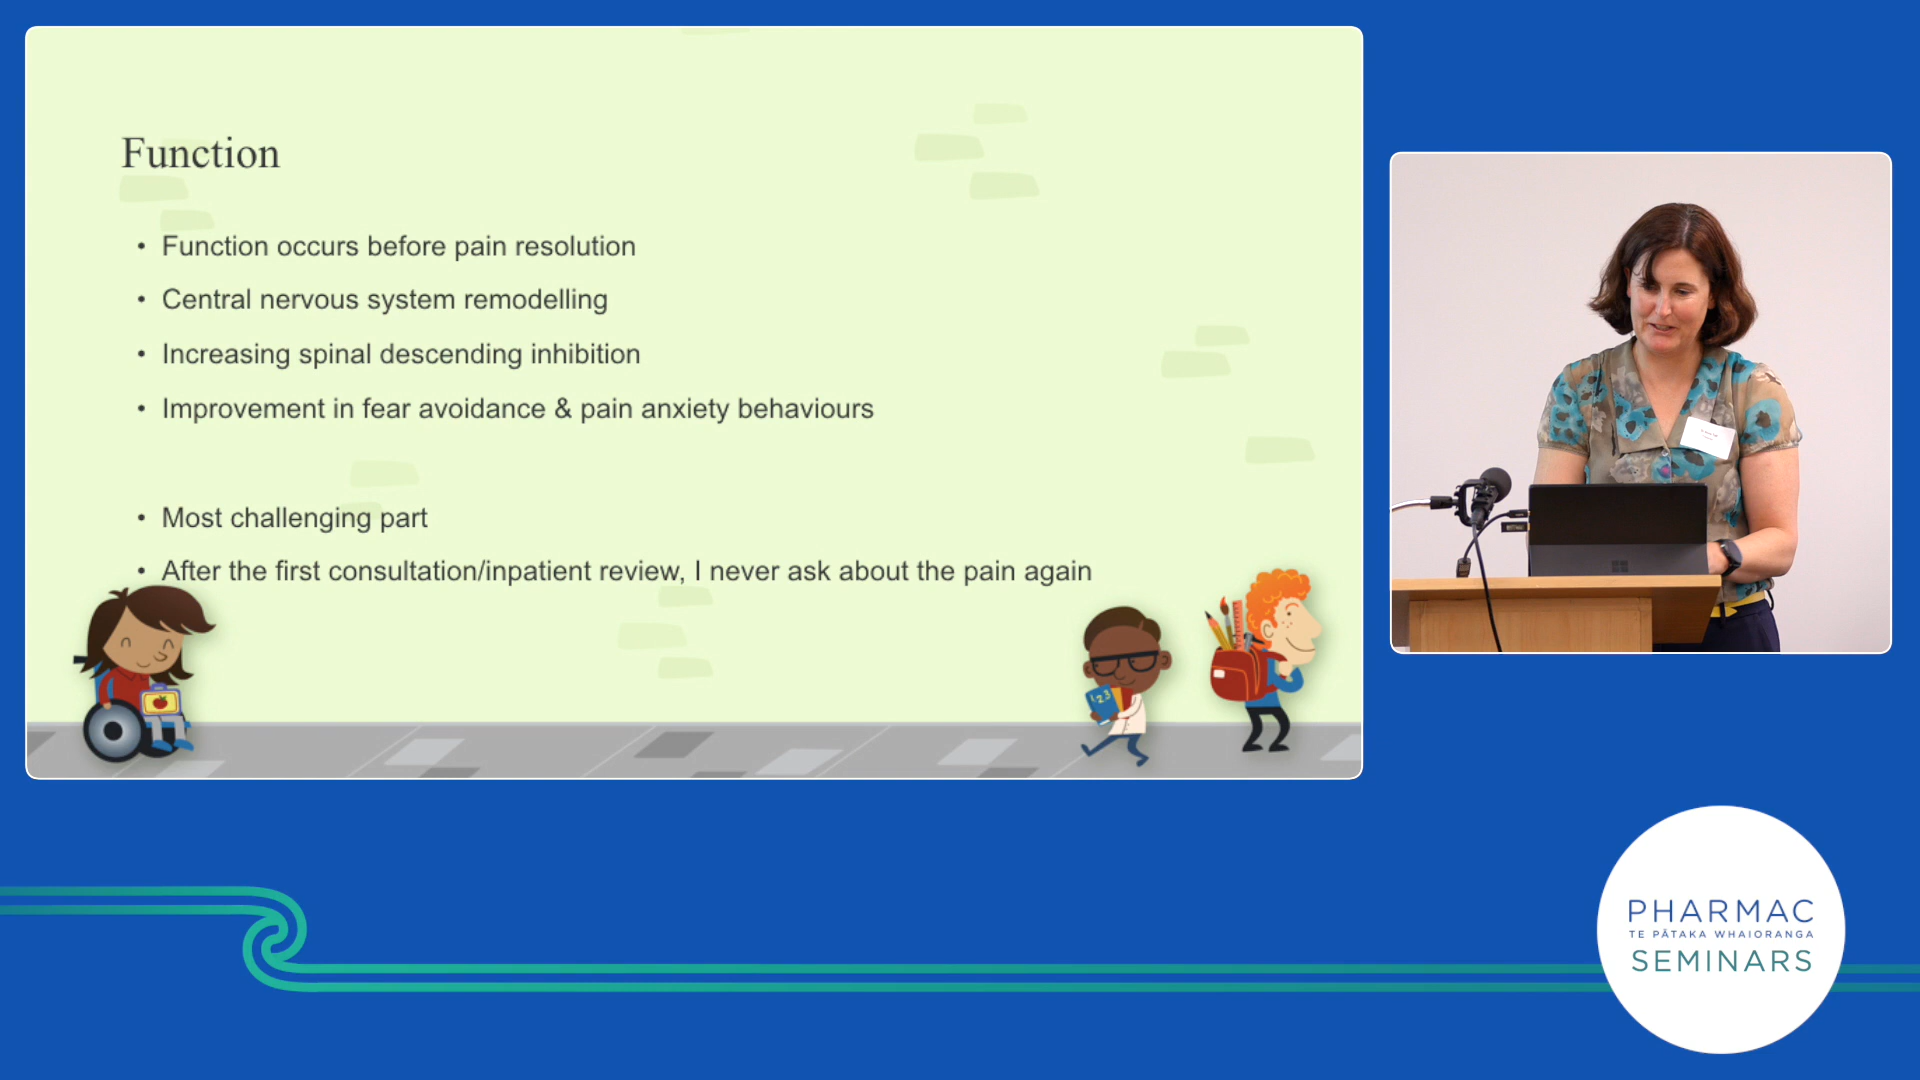 Function
• Function occurs before pain resolution
• Central nervous system remodelling
• Increasing spinal descending inhibition
• Improvement in fear avoidance & pain anxiety behaviours
• Most challenging part
• After the first consultation/inpatient review, I never ask about the pain again
123
PHARMAC
TE PĀTAKA WHAIORANGA
SEMINARS